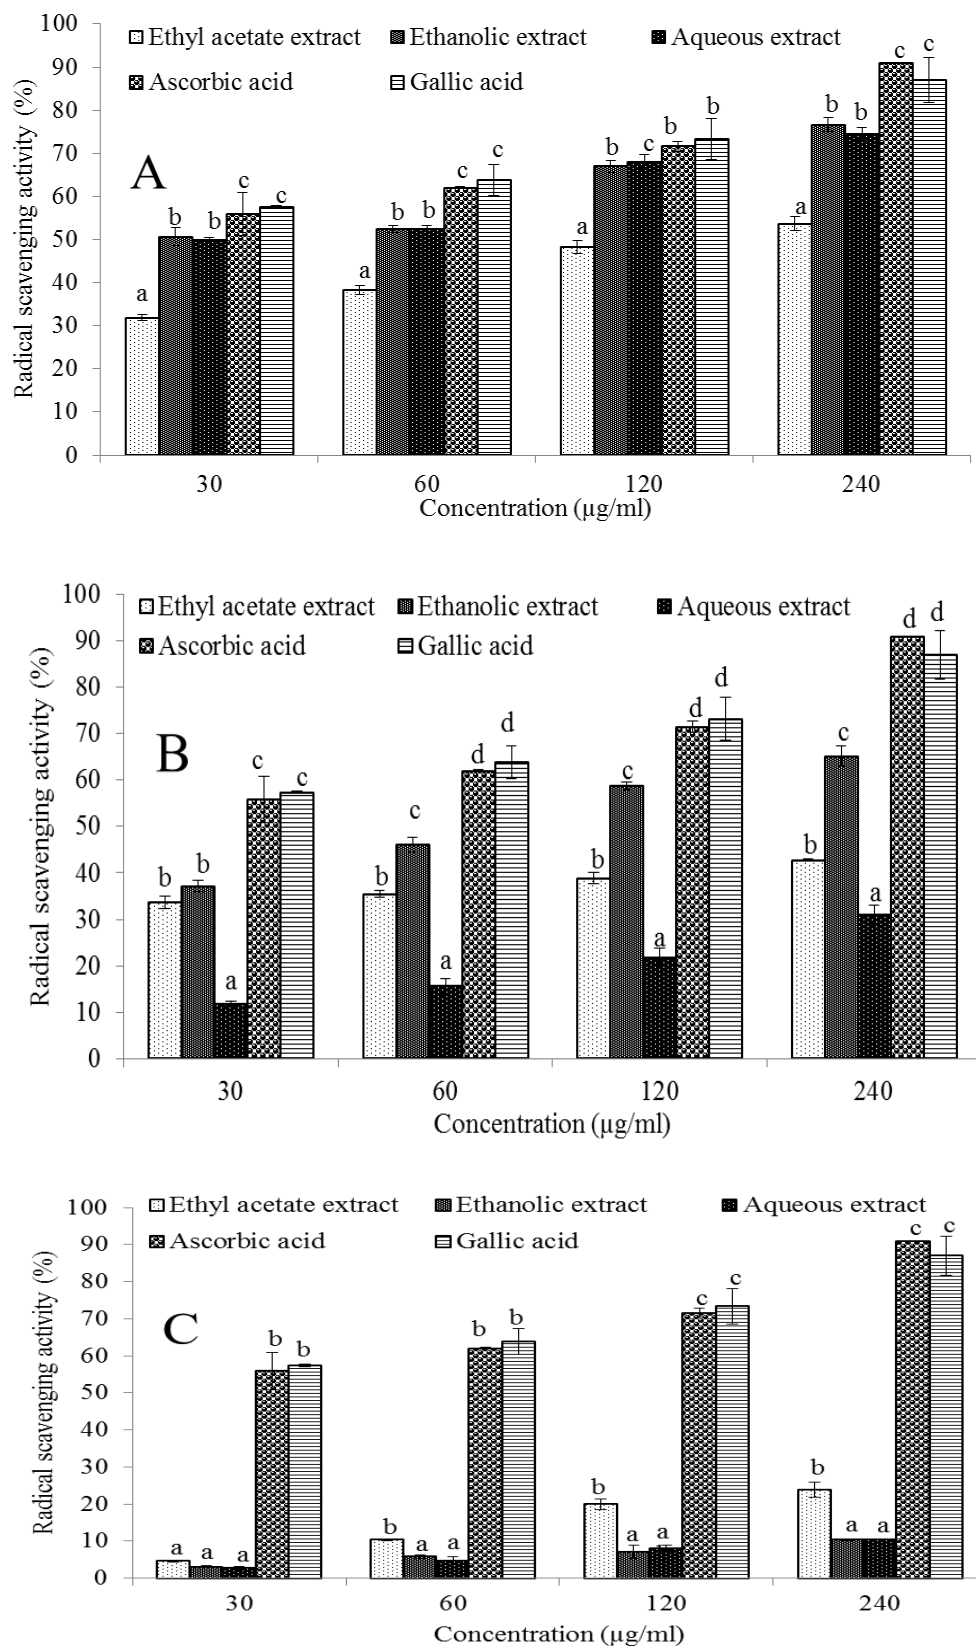 Radical scavenging activity (%)
100
90
80
70
60
50
40
30
20
10
0
Ethyl acetate extract Ethanolic extract Aqueous extract
Ascorbic acid Gallic acid
A
a b b c c
a b b c c
a b c b b
a b b c c
30 60 120 240
Concentration (µg/ml)
Radical scavenging activity (%)
100
90
80
70
60
50
40
30
20
10
0
Ethyl acetate extract Ethanolic extract Aqueous extract
Ascorbic acid Gallic acid
B
b b a c c
b c a d d
b c a d d
b c a d d
30 60 120 240
Concentration (µg/ml)
Radical scavenging activity (%)
100
90
80
70
60
50
40
30
20
10
0
Ethyl acetate extract Ethanolic extract Aqueous extract
Ascorbic acid Gallic acid
C
a a a b b
b a a b b
b a a c c
b a a c c
30 60 120 240
Concentration (µg/ml)